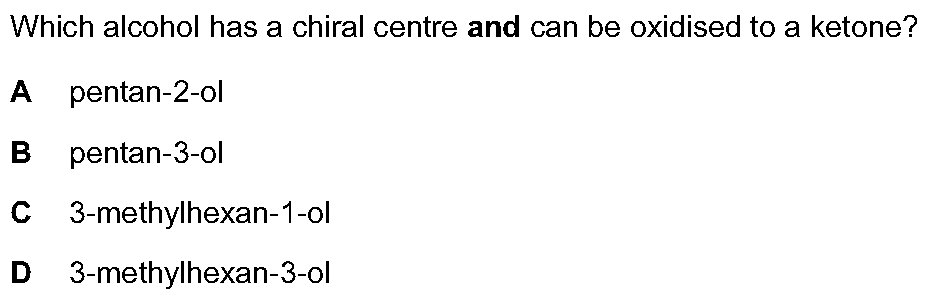 Which alcohol has a chiral centre and can be oxidised to a ketone?
A pentan-2-ol
B pentan-3-ol
C 3-methylhexan-1-ol
D 3-methylhexan-3-ol